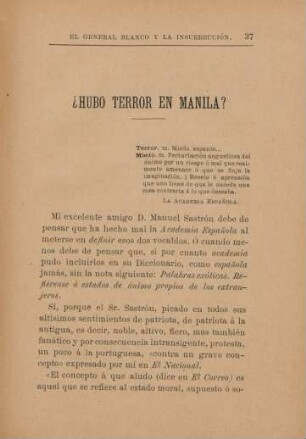 EL GENERAL BLANCO Y LA INSURRECCIÓN. 37
¿HUBO TERROR EN MANILA?
Terror. m. Miedo, espanto...
Miedo. m. Perturbación angustiosa del
ánimo por un riesgo ó mal que real-
mente amenace ó que se finja la
imaginación. | Recelo ó aprensión
que uno tiene de que le suceda una
cosa contraria á lo que deseaba.
LA ACADEMIA ESPAÑOLA.
Mi excelente amigo D. Manuel Sastrón debe de
pensar que ha hecho mal la Academia Española al
meterse en definir esos dos vocablos. Ó cuando me-
nos debe de pensar que, si por cuanto academia
pudo incluirlos en su Diccionario, como española
jamás, sin la nota siguiente: Palabras exóticas. Re-
fiérense á estados de ánimo propios de los extran-
jeros.
Sí, porque el Sr. Sastrón, picado en todos sus
altísimos sentimientos de patriota, de patriota á la
antigua, es decir, noble, altivo, fiero, mas también
fanático y por consecuencia intransigente, protes-
ta, un poco á la portuguesa, «contra un grave con-
cepto» expresado por mí en El Nacional.
«El concepto á que aludo (dice en El Correo) es
aquel que se refiere al estado moral, supuesto ó so-